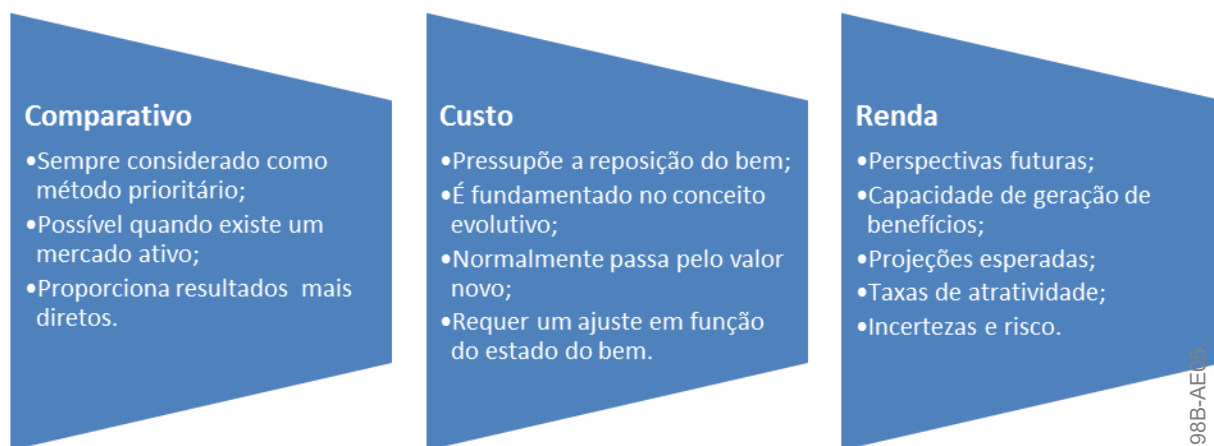 Comparativo
•Sempre considerado como
método prioritário;
•Possível quando existe um
mercado ativo;
•Proporciona resultados mais
diretos.
Custo
•Pressupõe a reposição do bem;
•É fundamentado no conceito
evolutivo;
•Normalmente passa pelo valor
novo;
•Requer um ajuste em função
do estado do bem.
Renda
•Perspectivas futuras;
•Capacidade de geração de
benefícios;
•Projeções esperadas;
•Taxas de atratividade;
•Incertezas e risco.
98B-AE05